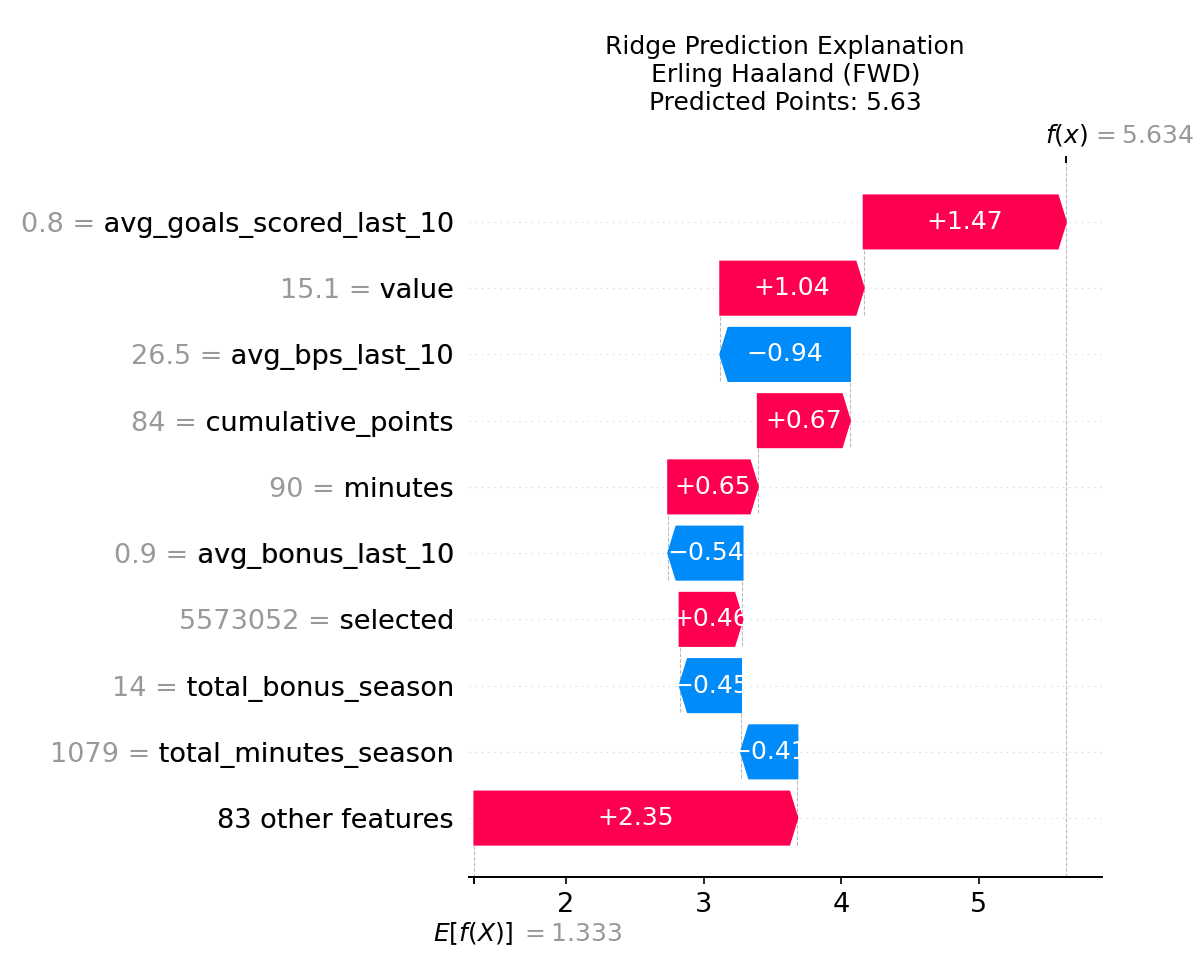 Ridge Prediction Explanation
Erling Haaland (FWD)
Predicted Points: 5.63
f(x) = 5.634
0.8 = avg_goals_scored_last_10 +1.47
15.1 = value +1.04
26.5 = avg_bps_last_10 −0.94
84 = cumulative_points +0.67
90 = minutes +0.65
0.9 = avg_bonus_last_10 −0.54
5573052 = selected +0.46
14 = total_bonus_season −0.45
1079 = total_minutes_season −0.41
83 other features +2.35
2 3 4 5
E[f(X)] = 1.333